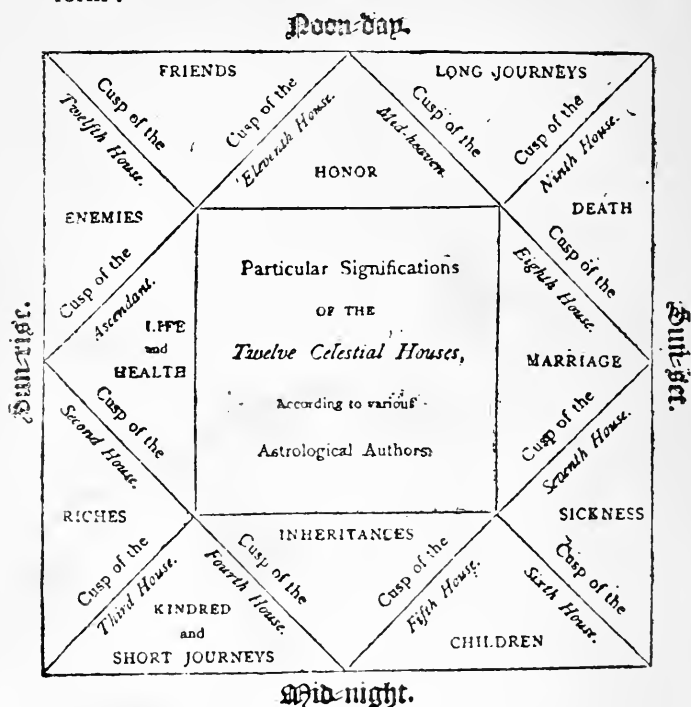 Noon-day.
FRIENDS
LONG JOURNEYS
Cusp of the
Twelfth House.
Cusp of the
Eleventh House.
Cusp of the
Mid-heaven.
Cusp of the
Ninth House.
HONOR
ENEMIES
DEATH
Cusp of the
Ascendant.
Cusp of the
Eighth House.
Sun-rise.
LIFE
and
HEALTH
Particular Significations
OF THE
Twelve Celestial Houses,
According to various
Astrological Authors
MARRIAGE
Sun-set.
Cusp of the
Second House.
Cusp of the
Seventh House.
RICHES
SICKNESS
INHERITANCES
Cusp of the
Third House.
Cusp of the
Fourth House.
Cusp of the
Fifth House.
Cusp of the
Sixth House.
KINDRED
and
SHORT JOURNEYS
CHILDREN
Mid-night.